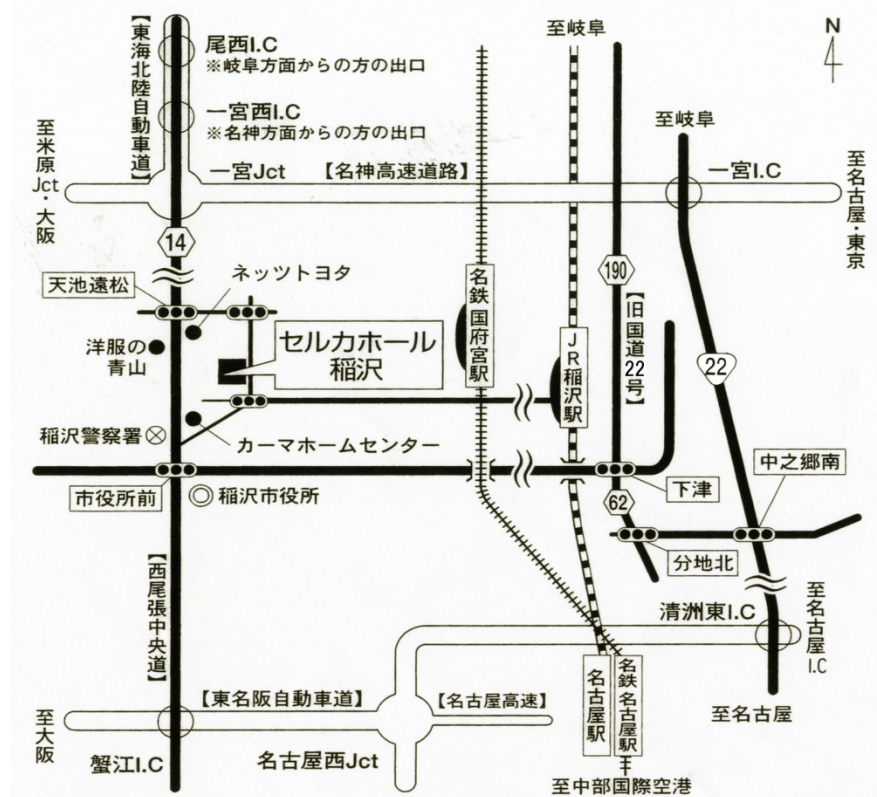 【東海北陸自動車道】
尾西I.C
※岐阜方面からの方の出口
一宮西I.C
※名神方面からの方の出口
至岐阜
N
至岐阜
至米原
Jct・大阪
一宮Jct
【名神高速道路】
一宮I.C
至名古屋・東京
14
190
天池遠松
ネッツトヨタ
名鉄国府宮駅
JR稲沢駅
【旧国道
22
号】
22
洋服の
青山
セルカホール
稲沢
稲沢警察署
カーマホームセンター
市役所前
稲沢市役所
下津
中之郷南
62
分地北
【西尾張中央道】
清洲東I.C
至名古屋
I.C
【東名阪自動車道】
【名古屋高速】
名古屋駅
名鉄名古屋駅
至大阪
至名古屋
蟹江I.C
名古屋西Jct
至中部国際空港